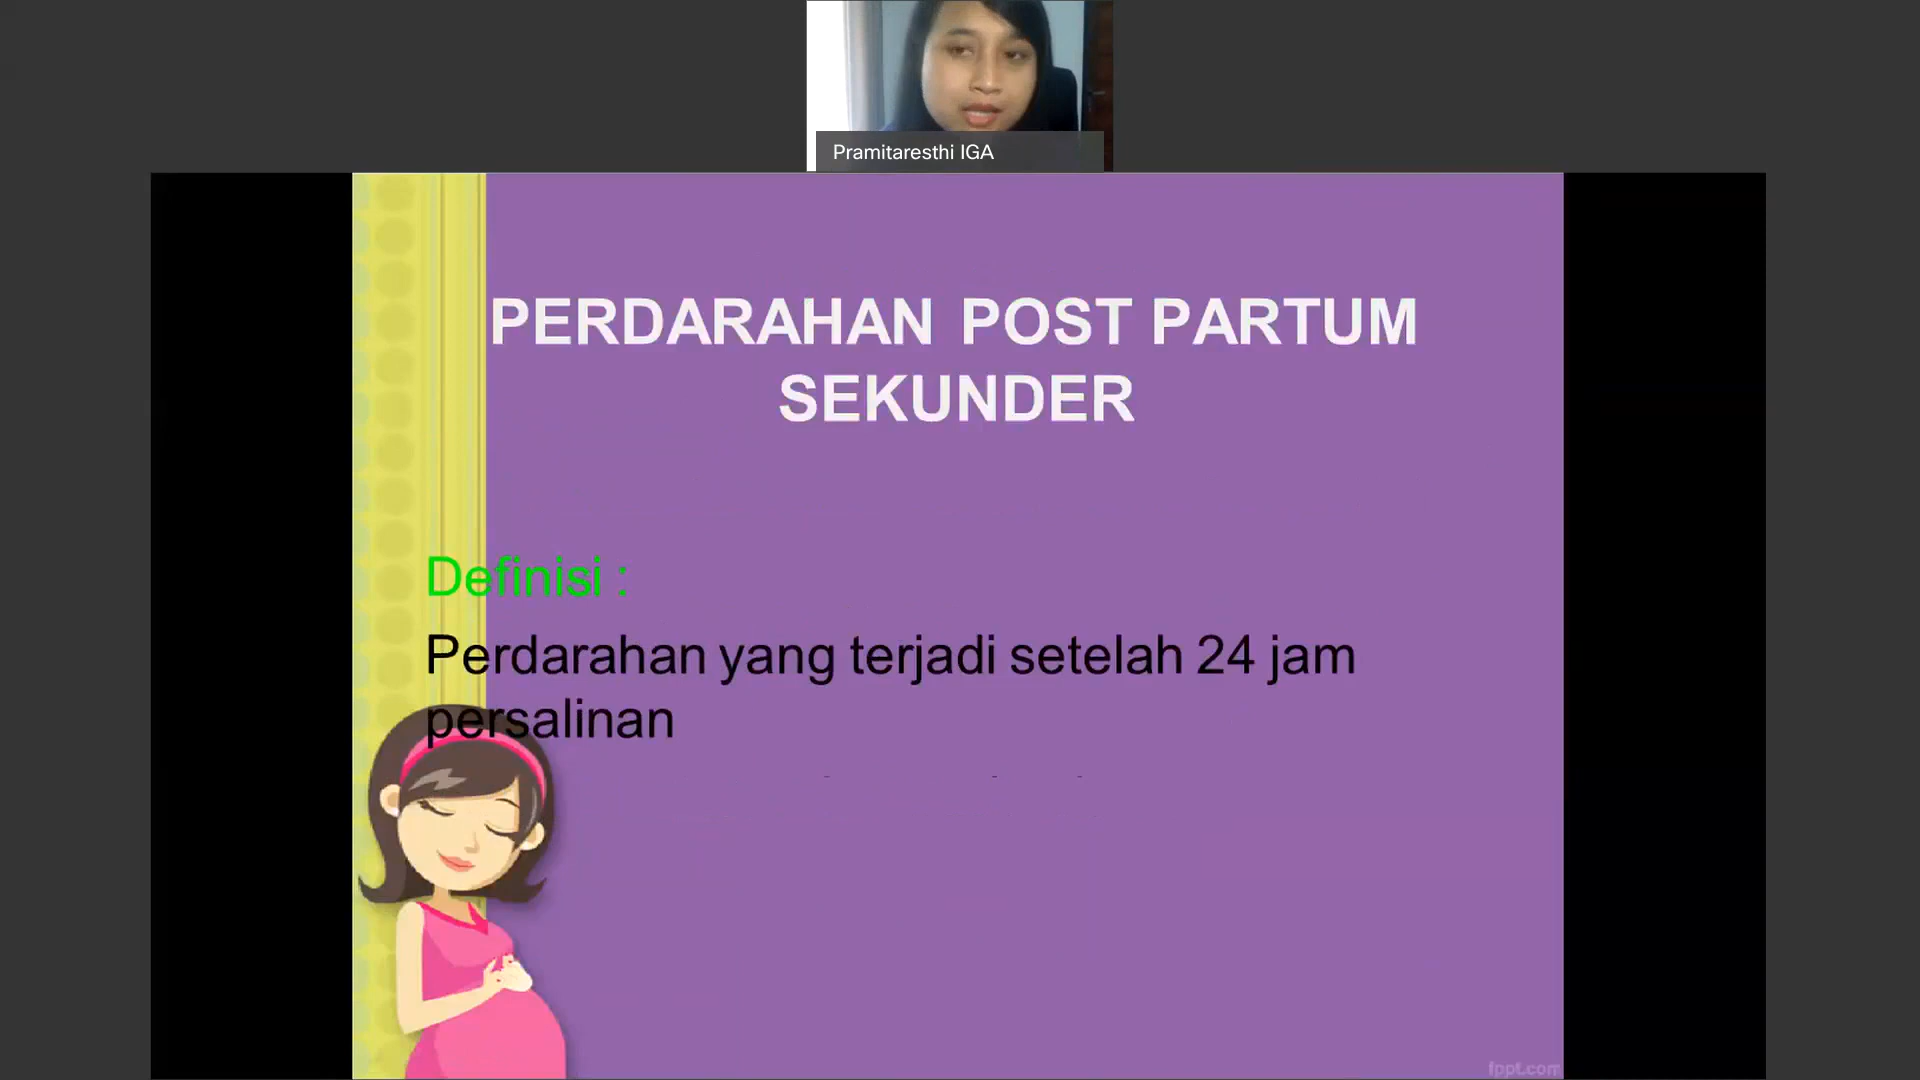 Pramitaresthi IGA
PERDARAHAN POST PARTUM
SEKUNDER
Definisi :
Perdarahan yang terjadi setelah 24 jam
persalinan
fppt.com